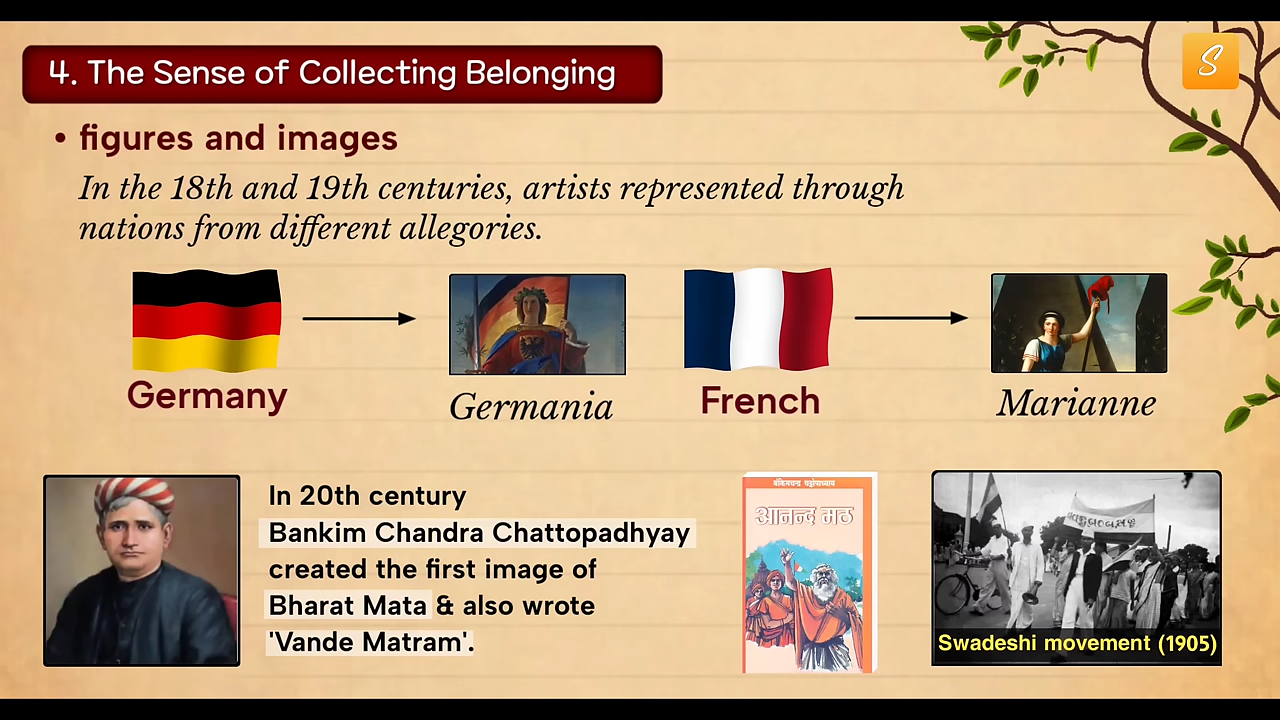 4. The Sense of Collecting Belonging
S
• figures and images
In the 18th and 19th centuries, artists represented through
nations from different allegories.
Germany
Germania
French
Marianne
In 20th century
Bankim Chandra Chattopadhyay
created the first image of
Bharat Mata & also wrote
'Vande Matram'.
बंकिमचन्द्र चट्टोपाध्याय
आनन्द मठ
Swadeshi movement (1905)